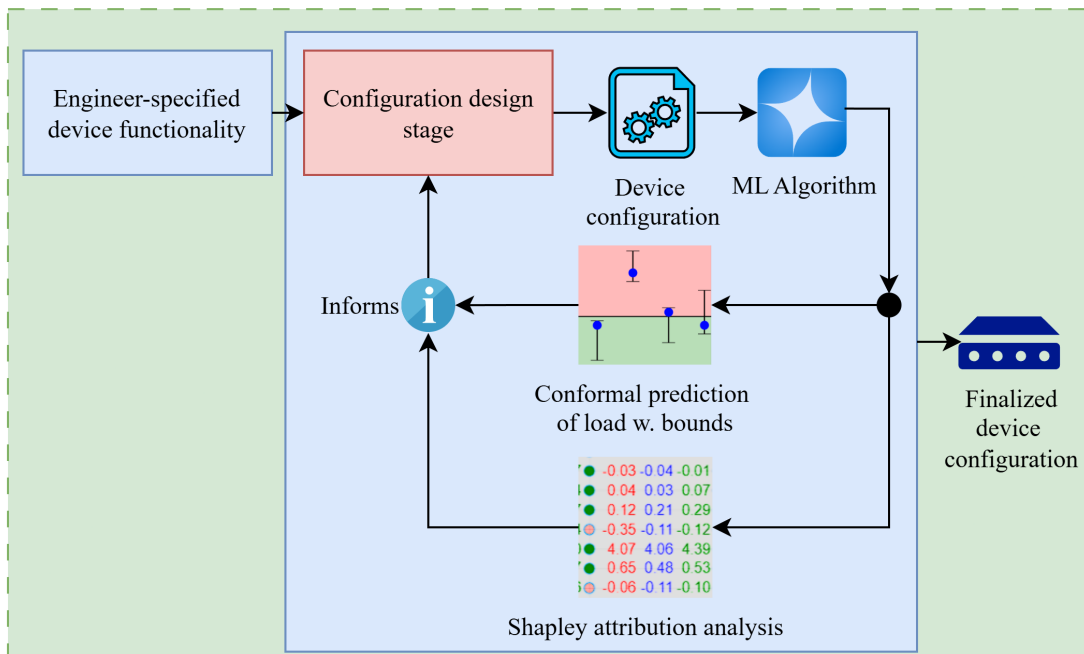 Engineer-specified
device functionality
Configuration design
stage
Device
configuration
ML Algorithm
Informs
i
Conformal prediction
of load w. bounds
Finalized
device
configuration
-0.03 -0.04 -0.01
0.04 0.03 0.07
0.12 0.21 0.29
-0.35 -0.11 -0.12
4.07 4.06 4.39
0.65 0.48 0.53
-0.06 -0.11 -0.10
Shapley attribution analysis